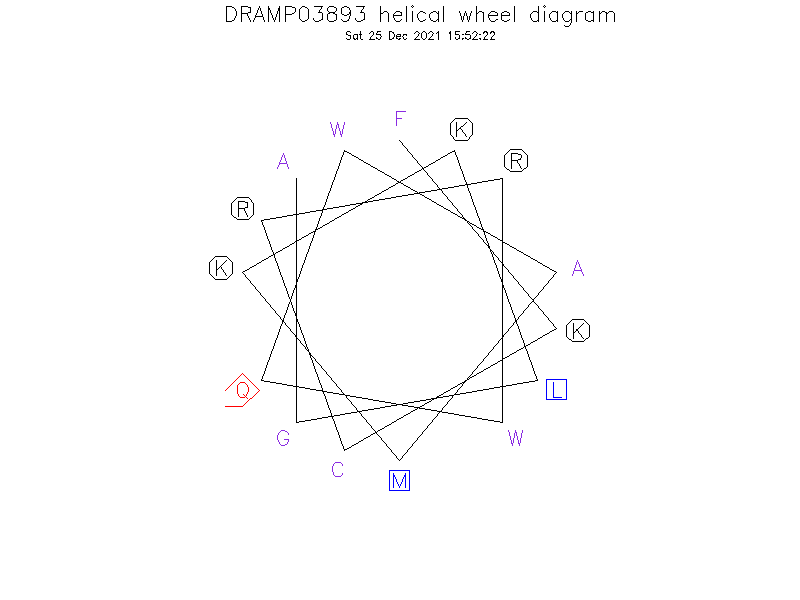 DRAMP03893 helical wheel diagram
Sat 25 Dec 2021 15:52:22
F
W
K
A
R
R
K
A
K
Q
L
G
W
C
M